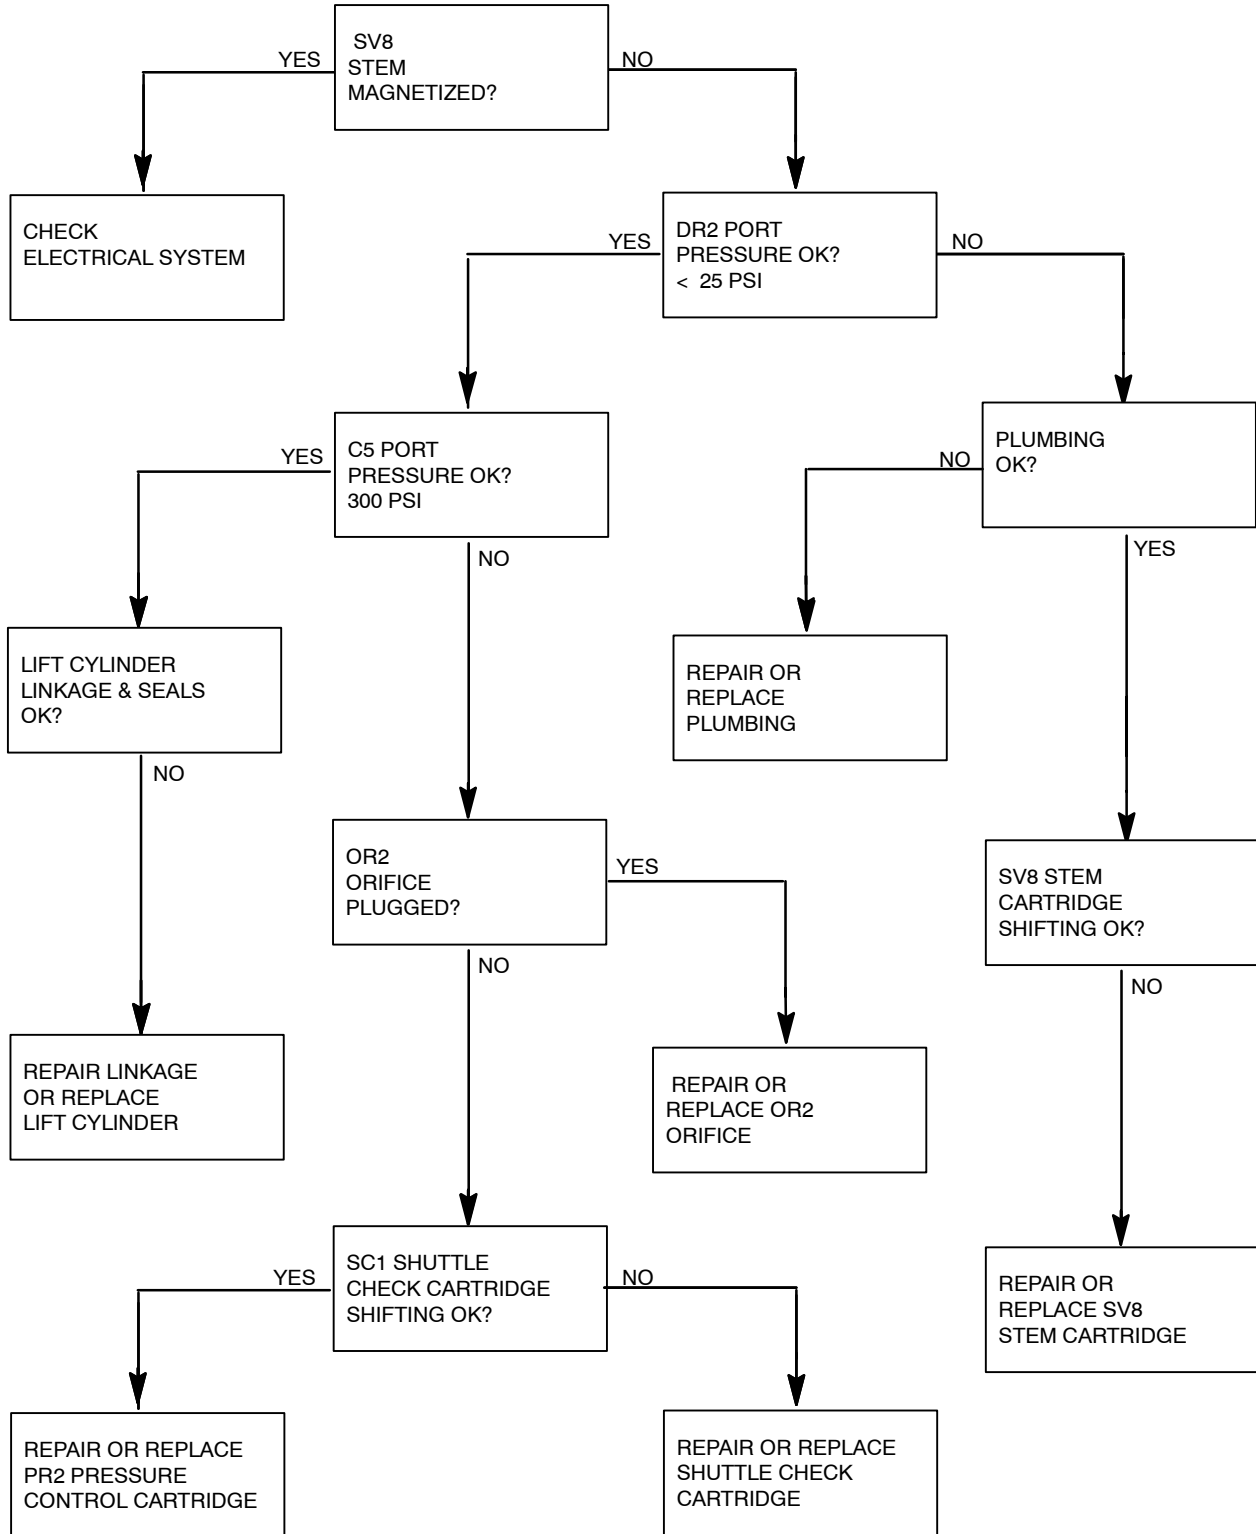 SV8
STEM
MAGNETIZED?
YES
NO
CHECK
ELECTRICAL SYSTEM
DR2 PORT
PRESSURE OK?
< 25 PSI
YES
NO
C5 PORT
PRESSURE OK?
300 PSI
YES
NO
PLUMBING
OK?
NO
YES
LIFT CYLINDER
LINKAGE & SEALS
OK?
NO
REPAIR OR
REPLACE
PLUMBING
OR2
ORIFICE
PLUGGED?
YES
NO
SV8 STEM
CARTRIDGE
SHIFTING OK?
NO
REPAIR LINKAGE
OR REPLACE
LIFT CYLINDER
REPAIR OR
REPLACE OR2
ORIFICE
SC1 SHUTTLE
CHECK CARTRIDGE
SHIFTING OK?
YES
NO
REPAIR OR
REPLACE SV8
STEM CARTRIDGE
REPAIR OR REPLACE
PR2 PRESSURE
CONTROL CARTRIDGE
REPAIR OR REPLACE
SHUTTLE CHECK
CARTRIDGE